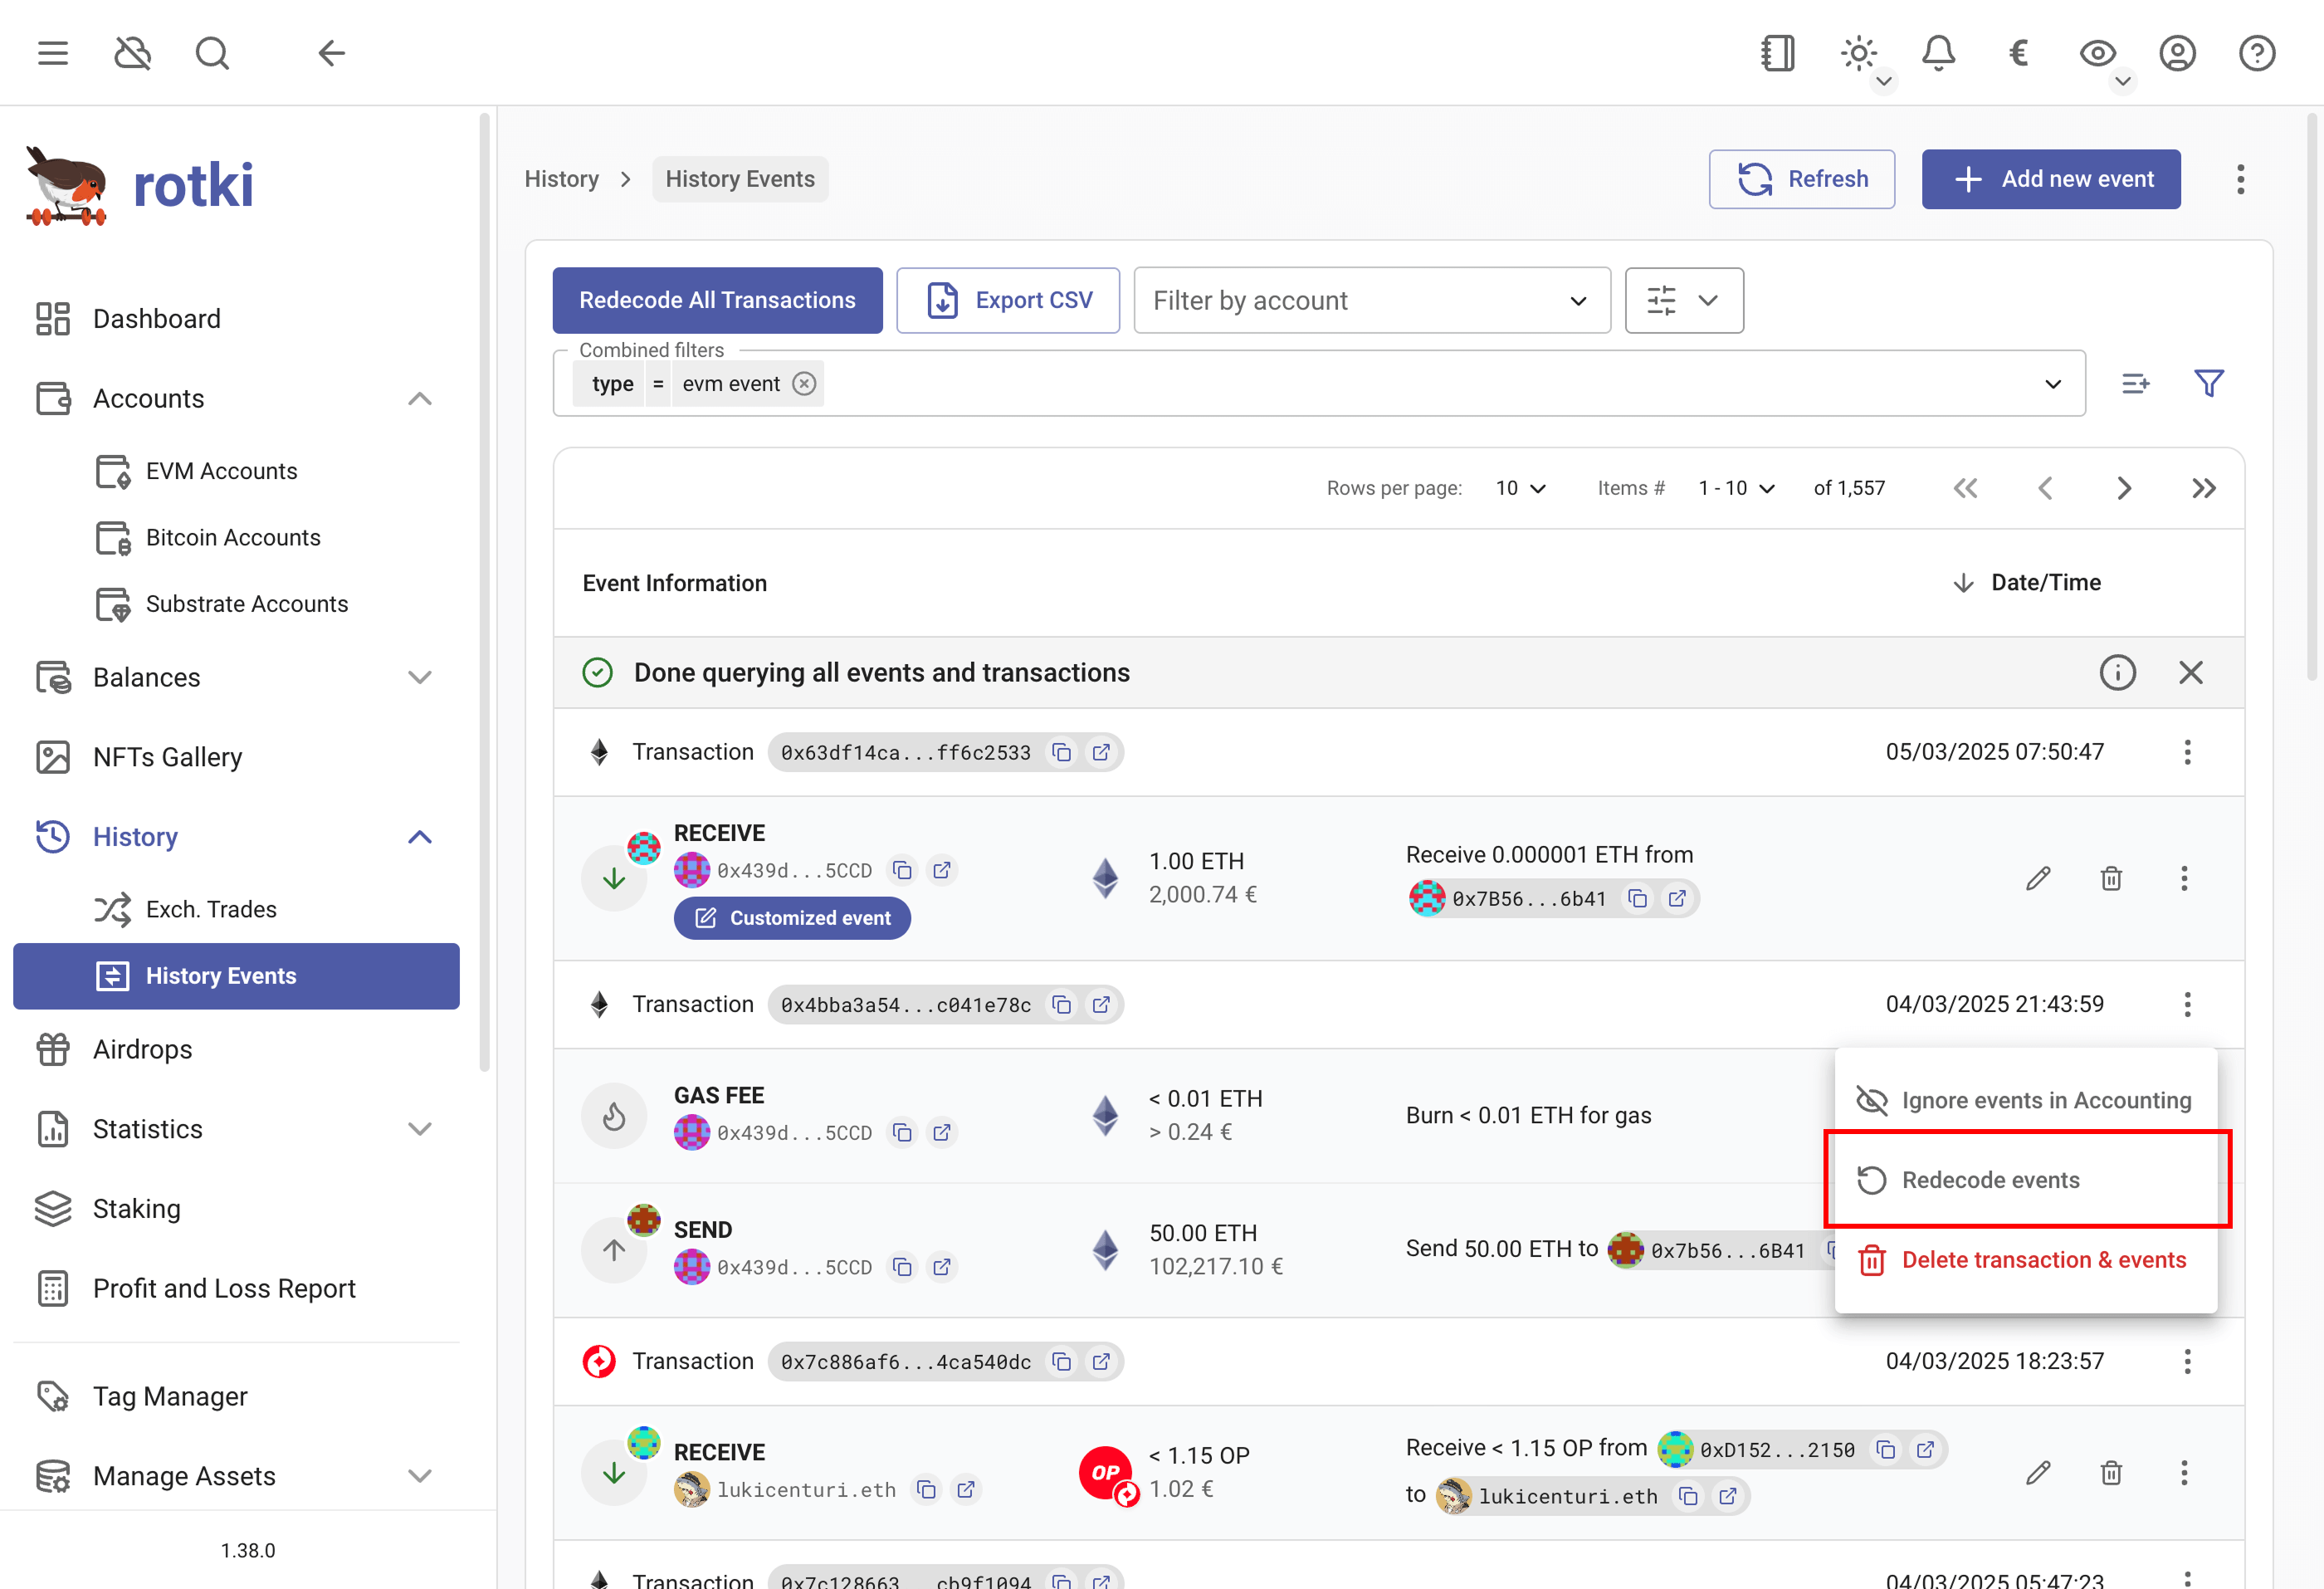 rotki
Dashboard
Accounts
EVM Accounts
Bitcoin Accounts
Substrate Accounts
Balances
NFTs Gallery
History
Exch. Trades
History Events
Airdrops
Statistics
Staking
Profit and Loss Report
Tag Manager
Manage Assets
1.38.0
History > History Events
Refresh
Add new event
Redecode All Transactions
Export CSV
Filter by account
Combined filters
type = evm event
Rows per page: 10 Items # 1 - 10 of 1,557
Event Information
Date/Time
Done querying all events and transactions
Transaction 0x63df14ca...ff6c2533 05/03/2025 07:50:47
RECEIVE
0x439d...5CCD
Customized event
1.00 ETH
2,000.74 €
Receive 0.000001 ETH from
0x7B56...6b41
Transaction 0x4bba3a54...c041e78c 04/03/2025 21:43:59
GAS FEE
0x439d...5CCD
< 0.01 ETH
> 0.24 €
Burn < 0.01 ETH for gas
Ignore events in Accounting
Redecode events
Delete transaction & events
SEND
0x439d...5CCD
50.00 ETH
102,217.10 €
Send 50.00 ETH to 0x7b56...6B41
Transaction 0x7c886af6...4ca540dc 04/03/2025 18:23:57
RECEIVE
lukicenturi.eth
OP
< 1.15 OP
1.02 €
Receive < 1.15 OP from 0xD152...2150
to lukicenturi.eth
Transaction 0x7c128663...cb9f1094 04/03/2025 05:47:23